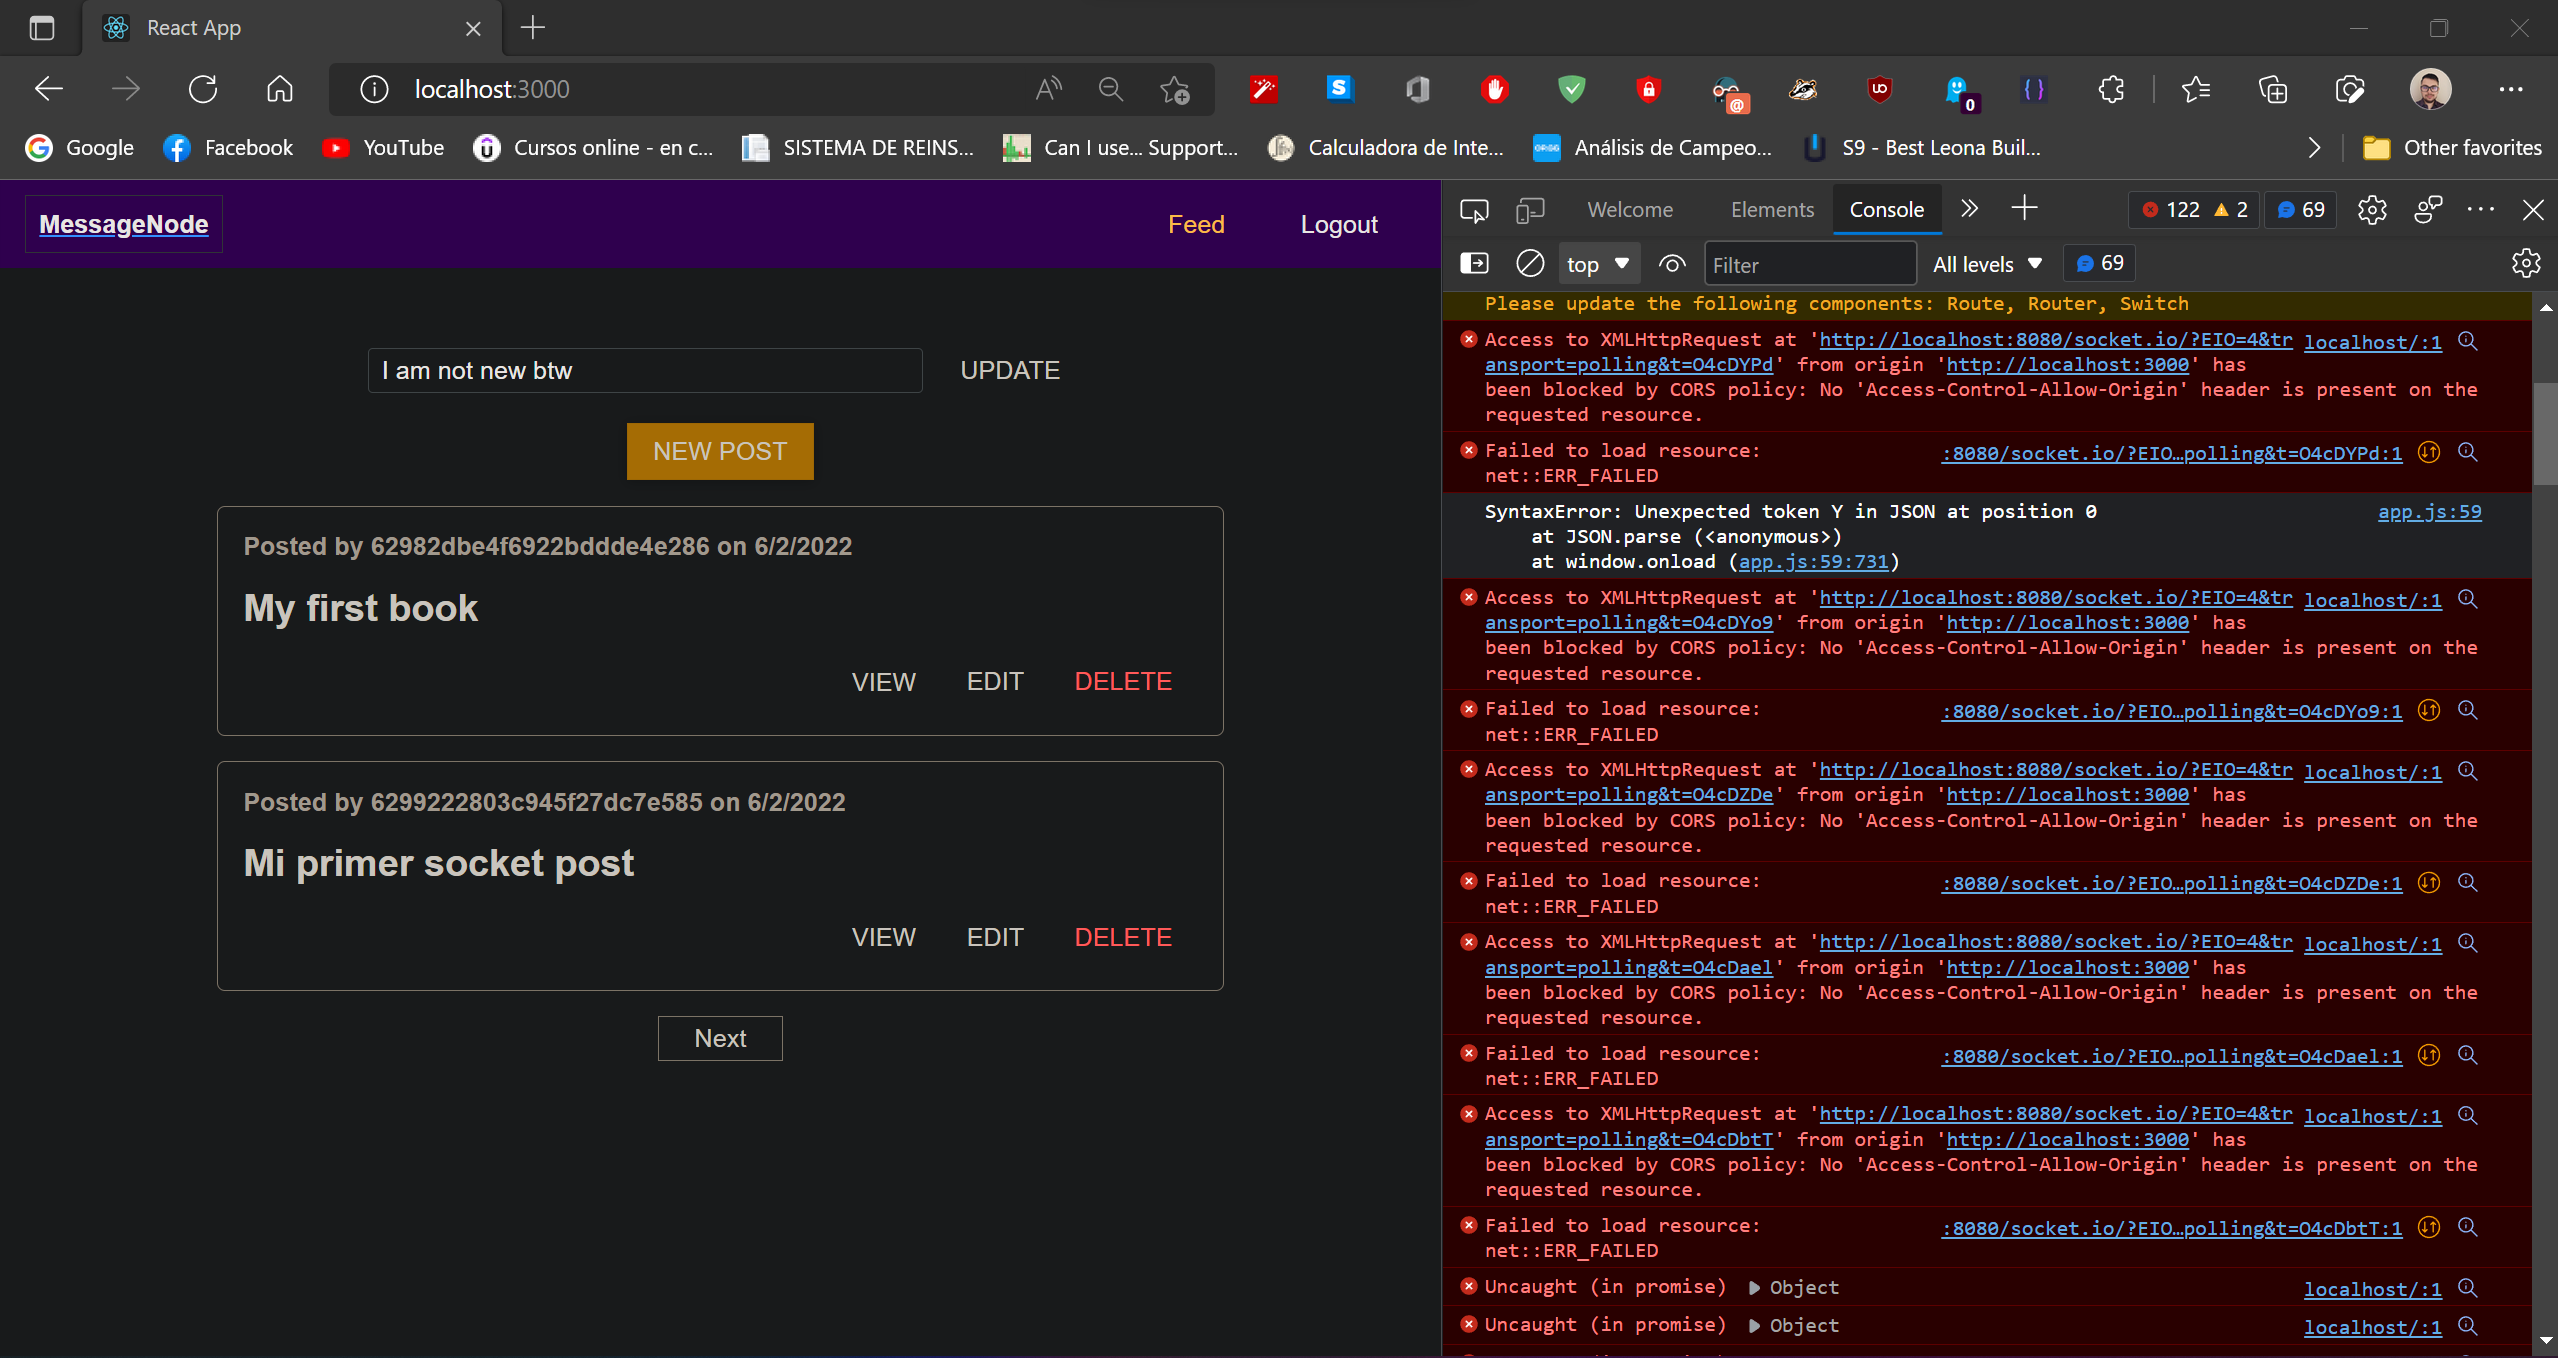 React App
localhost:3000
0
Google
Facebook
YouTube
Cursos online - en c...
SISTEMA DE REINS...
Can I use... Support...
Calculadora de Inte...
Análisis de Campeo...
S9 - Best Leona Buil...
Other favorites
MessageNode
Feed
Logout
I am not new btw
UPDATE
NEW POST
Posted by 62982dbe4f6922bddde4e286 on 6/2/2022
My first book
VIEW
EDIT
DELETE
Posted by 6299222803c945f27dc7e585 on 6/2/2022
Mi primer socket post
VIEW
EDIT
DELETE
Next
Welcome
Elements
Console
122
2
69
top
Filter
All levels
69
Please update the following components: Route, Router, Switch
Access to XMLHttpRequest at 'http://localhost:8080/socket.io/?EIO=4&tr localhost/:1
ansport=polling&t=O4cDYPd' from origin 'http://localhost:3000' has
been blocked by CORS policy: No 'Access-Control-Allow-Origin' header is present on the
requested resource.
Failed to load resource: :8080/socket.io/?EIO…polling&t=O4cDYPd:1
net::ERR_FAILED
SyntaxError: Unexpected token Y in JSON at position 0 app.js:59
at JSON.parse (<anonymous>)
at window.onload (app.js:59:731)
Access to XMLHttpRequest at 'http://localhost:8080/socket.io/?EIO=4&tr localhost/:1
ansport=polling&t=O4cDYo9' from origin 'http://localhost:3000' has
been blocked by CORS policy: No 'Access-Control-Allow-Origin' header is present on the
requested resource.
Failed to load resource: :8080/socket.io/?EIO…polling&t=O4cDYo9:1
net::ERR_FAILED
Access to XMLHttpRequest at 'http://localhost:8080/socket.io/?EIO=4&tr localhost/:1
ansport=polling&t=O4cDZDe' from origin 'http://localhost:3000' has
been blocked by CORS policy: No 'Access-Control-Allow-Origin' header is present on the
requested resource.
Failed to load resource: :8080/socket.io/?EIO…polling&t=O4cDZDe:1
net::ERR_FAILED
Access to XMLHttpRequest at 'http://localhost:8080/socket.io/?EIO=4&tr localhost/:1
ansport=polling&t=O4cDael' from origin 'http://localhost:3000' has
been blocked by CORS policy: No 'Access-Control-Allow-Origin' header is present on the
requested resource.
Failed to load resource: :8080/socket.io/?EIO…polling&t=O4cDael:1
net::ERR_FAILED
Access to XMLHttpRequest at 'http://localhost:8080/socket.io/?EIO=4&tr localhost/:1
ansport=polling&t=O4cDbtT' from origin 'http://localhost:3000' has
been blocked by CORS policy: No 'Access-Control-Allow-Origin' header is present on the
requested resource.
Failed to load resource: :8080/socket.io/?EIO…polling&t=O4cDbtT:1
net::ERR_FAILED
Uncaught (in promise) Object localhost/:1
Uncaught (in promise) Object localhost/:1